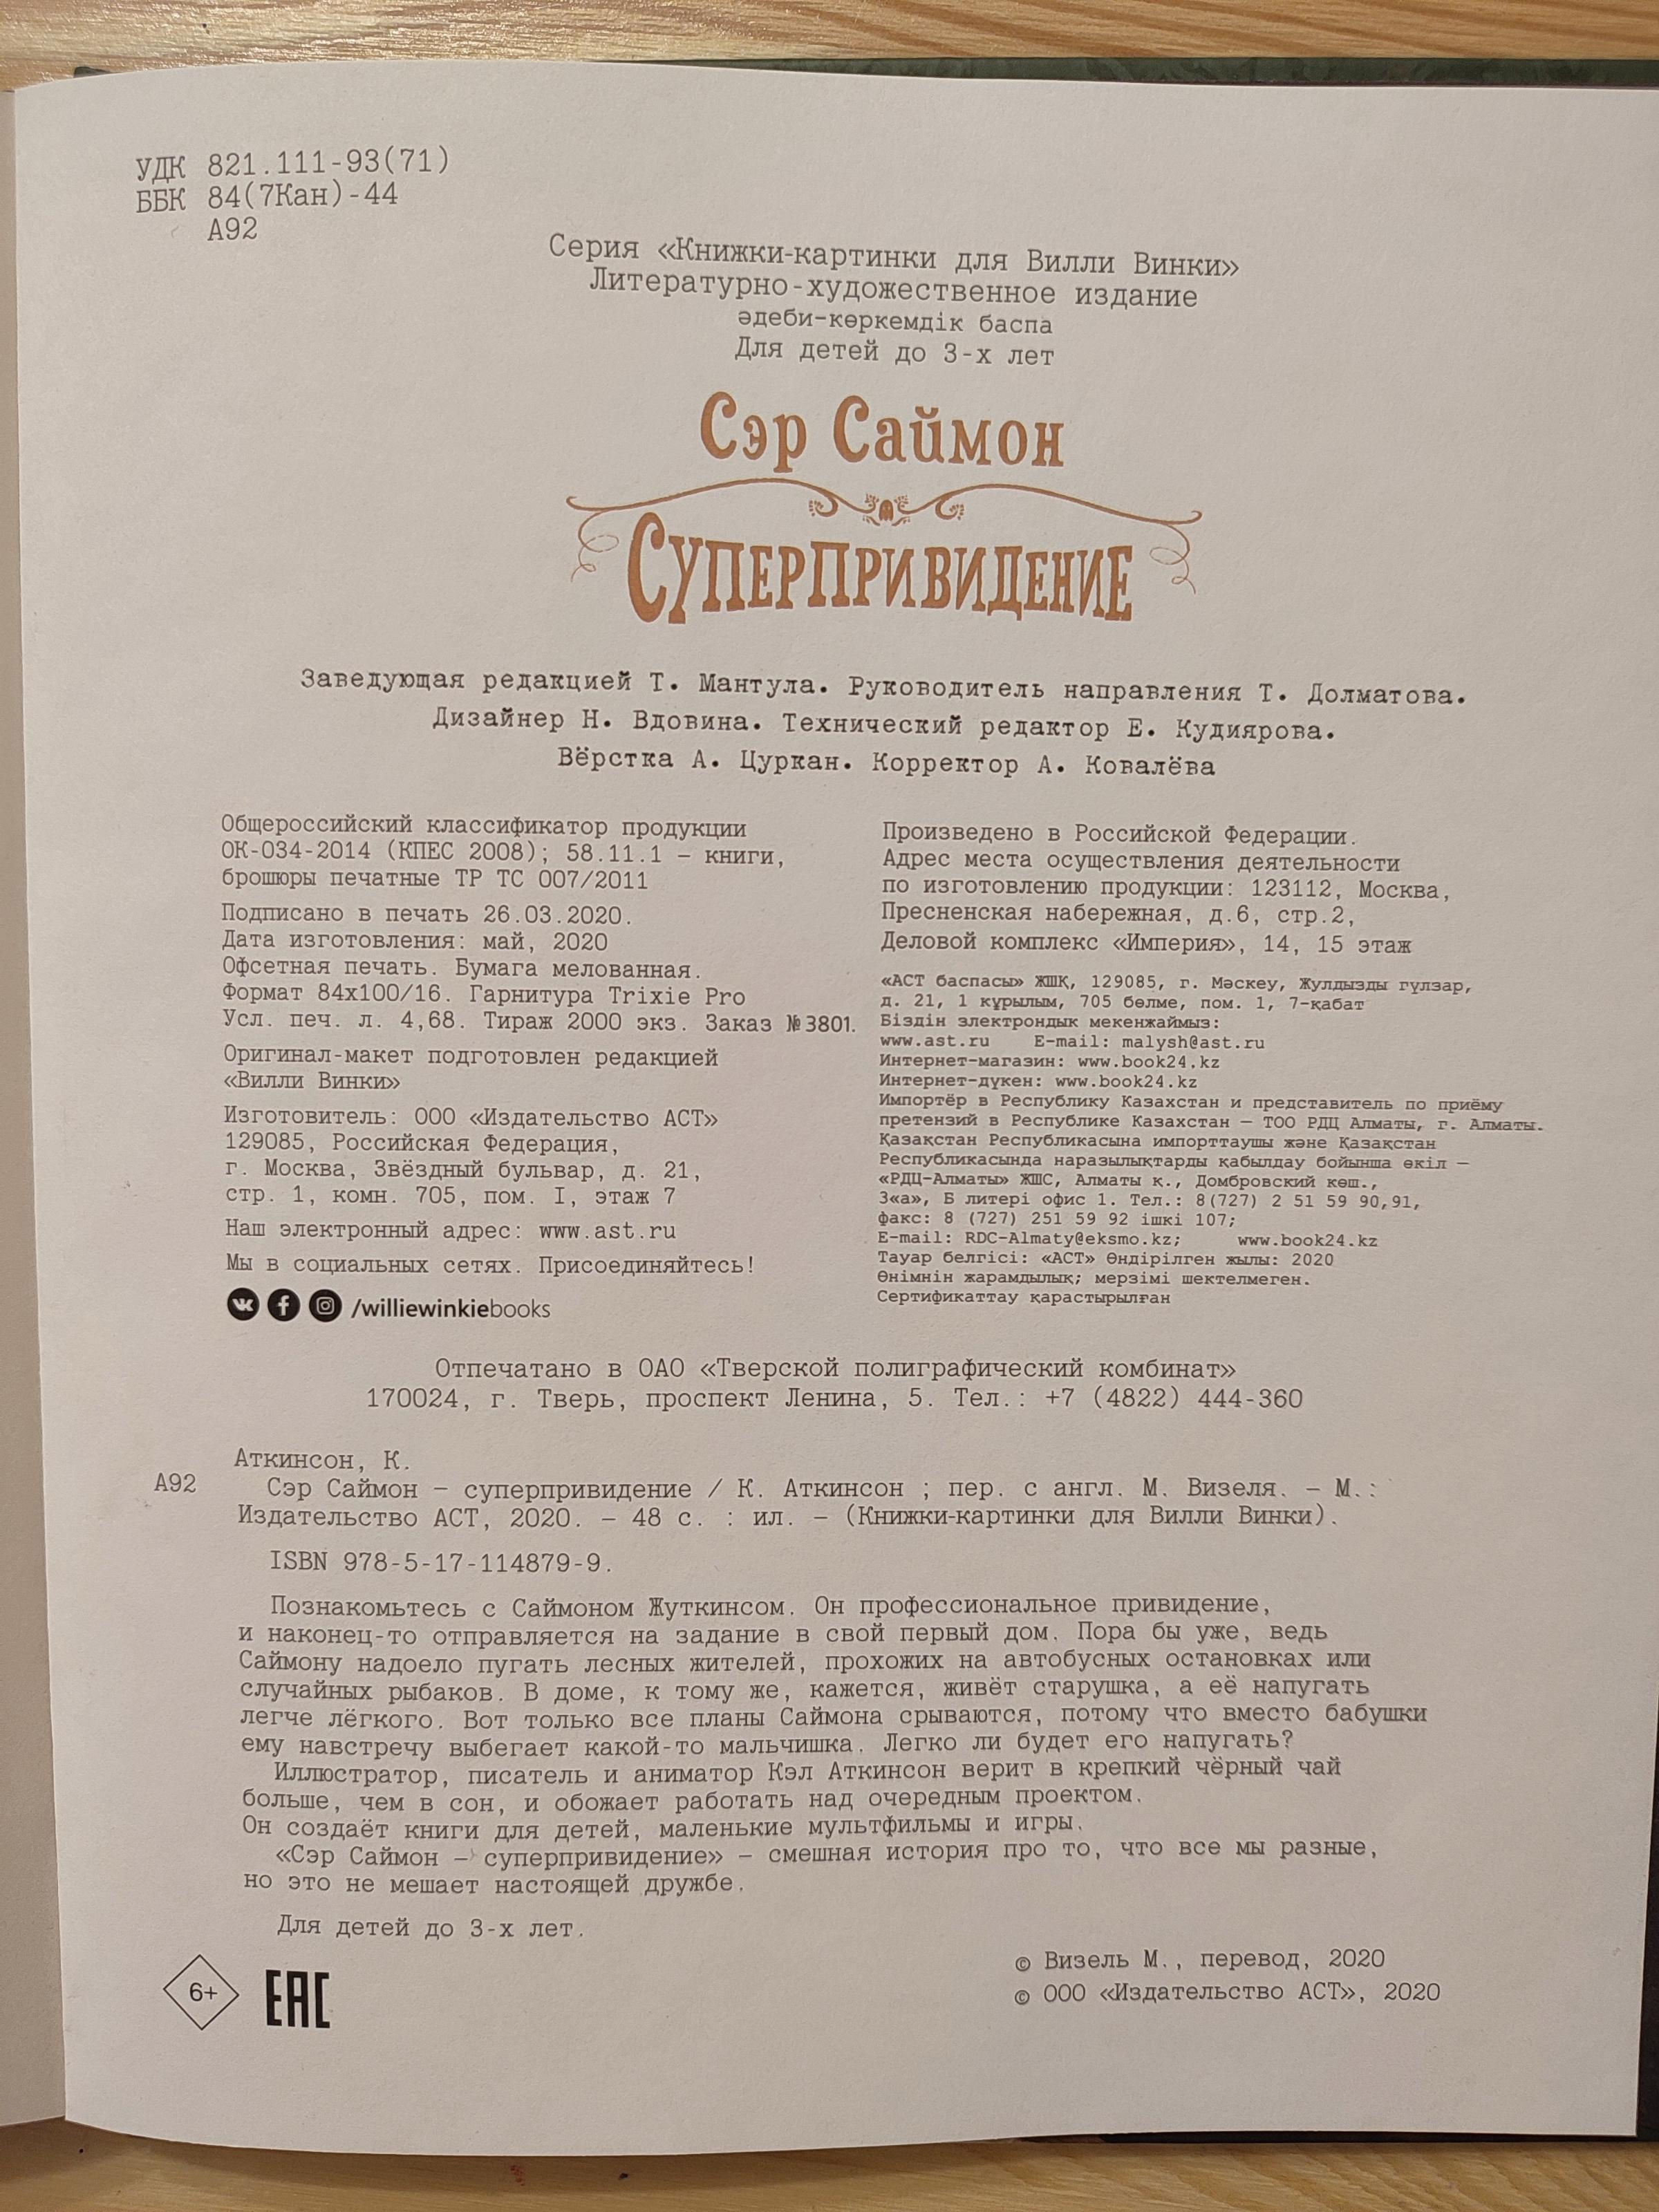 УДК 821.111-93(71)
ББК 84(7Кан)-44
А92
Серия «Книжки-картинки для Вилли Винки»
Литературно-художественное издание
әдеби-көркемдік баспа
Для детей до 3-х лет
Сэр Саймон
Суперпривидение
Заведующая редакцией Т. Мантула. Руководитель направления Т. Долматова.
Дизайнер Н. Вдовина. Технический редактор Е. Кудиярова.
Вёрстка А. Цуркан. Корректор А. Ковалёва
Общероссийский классификатор продукции
ОК-034-2014 (КПЕС 2008); 58.11.1 – книги,
брошюры печатные ТР ТС 007/2011
Подписано в печать 26.03.2020.
Дата изготовления: май, 2020
Офсетная печать. Бумага мелованная.
Формат 84х100/16. Гарнитура Trixie Pro
Усл. печ. л. 4,68. Тираж 2000 экз. Заказ №3801.
Оригинал-макет подготовлен редакцией
«Вилли Винки»
Изготовитель: ООО «Издательство АСТ»
129085, Российская Федерация,
г. Москва, Звёздный бульвар, д. 21,
стр. 1, комн. 705, пом. I, этаж 7
Наш электронный адрес: www.ast.ru
Мы в социальных сетях. Присоединяйтесь!
/williewinkiebooks
Произведено в Российской Федерации.
Адрес места осуществления деятельности
по изготовлению продукции: 123112, Москва,
Пресненская набережная, д.6, стр.2,
Деловой комплекс «Империя», 14, 15 этаж
«АСТ баспасы» ЖШҚ, 129085, г. Мәскеу, Жулдызды гүлзар,
д. 21, 1 құрылым, 705 бөлме, пом. 1, 7-қабат
Біздін электрондык мекенжаймыз:
www.ast.ru E-mail: malysh@ast.ru
Интернет-магазин: www.book24.kz
Интернет-дүкен: www.book24.kz
Импортёр в Республику Казахстан и представитель по приёму
претензий в Республике Казахстан – ТОО РДЦ Алматы, г. Алматы.
Қазақстан Республикасына импорттаушы және Қазақстан
Республикасында наразылықтарды қабылдау бойынша өкіл –
«РДЦ-Алматы» ЖШС, Алматы к., Домбровский көш.,
3«а», Б литері офис 1. Тел.: 8(727) 2 51 59 90,91,
факс: 8 (727) 251 59 92 ішкі 107;
E-mail: RDC-Almaty@eksmo.kz; www.book24.kz
Тауар белгісі: «АСТ» Өндірілген жылы: 2020
Өнімнін жарамдылық; мерзімі шектелмеген.
Сертификаттау қарастырылған
Отпечатано в ОАО «Тверской полиграфический комбинат»
170024, г. Тверь, проспект Ленина, 5. Тел.: +7 (4822) 444-360
Аткинсон, К.
А92 Сэр Саймон – суперпривидение / К. Аткинсон ; пер. с англ. М. Визеля. – М.:
Издательство АСТ, 2020. – 48 с. : ил. – (Книжки-картинки для Вилли Винки).
ISBN 978-5-17-114879-9.
Познакомьтесь с Саймоном Жуткинсом. Он профессиональное привидение,
и наконец-то отправляется на задание в свой первый дом. Пора бы уже, ведь
Саймону надоело пугать лесных жителей, прохожих на автобусных остановках или
случайных рыбаков. В доме, к тому же, кажется, живёт старушка, а её напугать
легче лёгкого. Вот только все планы Саймона срываются, потому что вместо бабушки
ему навстречу выбегает какой-то мальчишка. Легко ли будет его напугать?
Иллюстратор, писатель и аниматор Кэл Аткинсон верит в крепкий чёрный чай
больше, чем в сон, и обожает работать над очередным проектом.
Он создаёт книги для детей, маленькие мультфильмы и игры.
«Сэр Саймон – суперпривидение» – смешная история про то, что все мы разные,
но это не мешает настоящей дружбе.
Для детей до 3-х лет.
6+
ЕАС
© Визель М., перевод, 2020
© ООО «Издательство АСТ», 2020